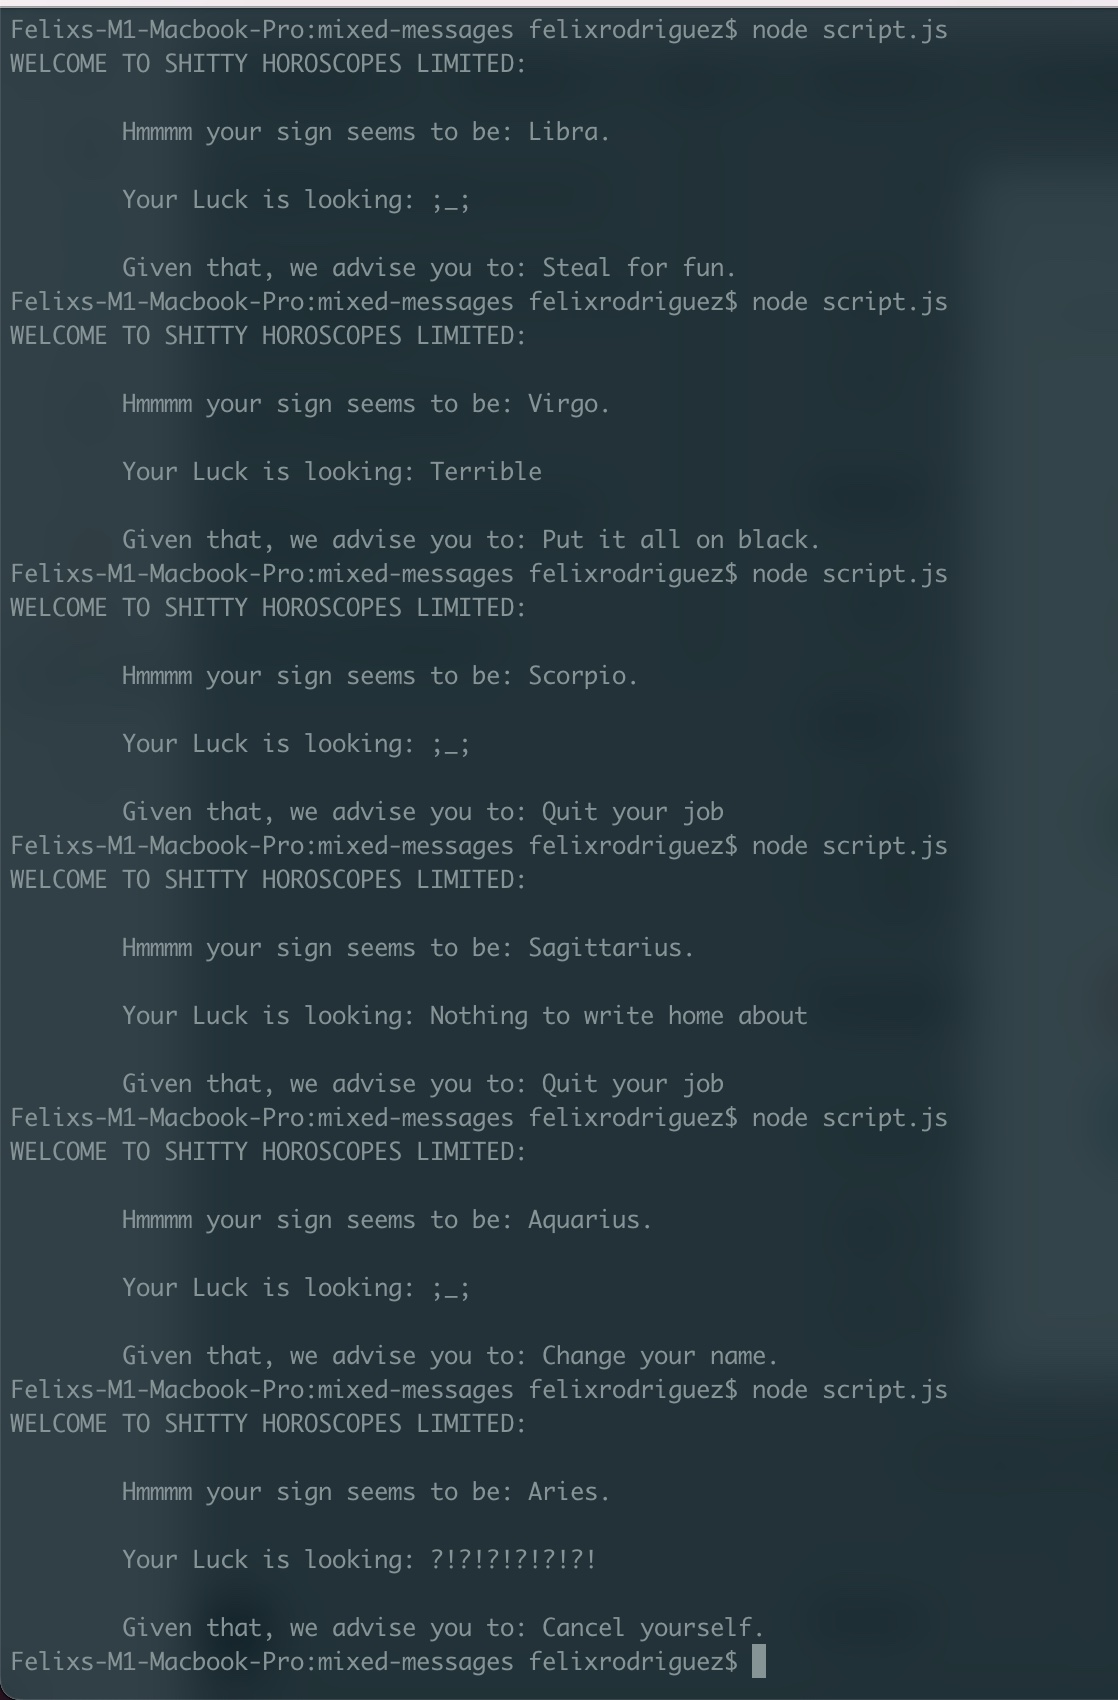 Felixs-M1-Macbook-Pro:mixed-messages felixrodriguez$ node script.js
WELCOME TO SHITTY HOROSCOPES LIMITED:
Hmmmm your sign seems to be: Libra.
Your Luck is looking: ;_;
Given that, we advise you to: Steal for fun.
Felixs-M1-Macbook-Pro:mixed-messages felixrodriguez$ node script.js
WELCOME TO SHITTY HOROSCOPES LIMITED:
Hmmmm your sign seems to be: Virgo.
Your Luck is looking: Terrible
Given that, we advise you to: Put it all on black.
Felixs-M1-Macbook-Pro:mixed-messages felixrodriguez$ node script.js
WELCOME TO SHITTY HOROSCOPES LIMITED:
Hmmmm your sign seems to be: Scorpio.
Your Luck is looking: ;_;
Given that, we advise you to: Quit your job
Felixs-M1-Macbook-Pro:mixed-messages felixrodriguez$ node script.js
WELCOME TO SHITTY HOROSCOPES LIMITED:
Hmmmm your sign seems to be: Sagittarius.
Your Luck is looking: Nothing to write home about
Given that, we advise you to: Quit your job
Felixs-M1-Macbook-Pro:mixed-messages felixrodriguez$ node script.js
WELCOME TO SHITTY HOROSCOPES LIMITED:
Hmmmm your sign seems to be: Aquarius.
Your Luck is looking: ;_;
Given that, we advise you to: Change your name.
Felixs-M1-Macbook-Pro:mixed-messages felixrodriguez$ node script.js
WELCOME TO SHITTY HOROSCOPES LIMITED:
Hmmmm your sign seems to be: Aries.
Your Luck is looking: ?!?!?!?!?!?!
Given that, we advise you to: Cancel yourself.
Felixs-M1-Macbook-Pro:mixed-messages felixrodriguez$